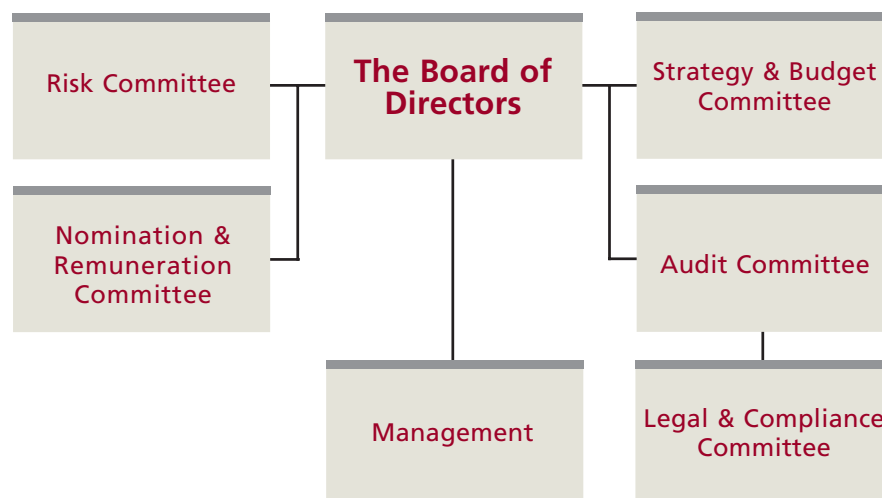 Risk Committee
The Board of
Directors
Strategy & Budget
Committee
Nomination &
Remuneration
Committee
Audit Committee
Management
Legal & Compliance
Committee